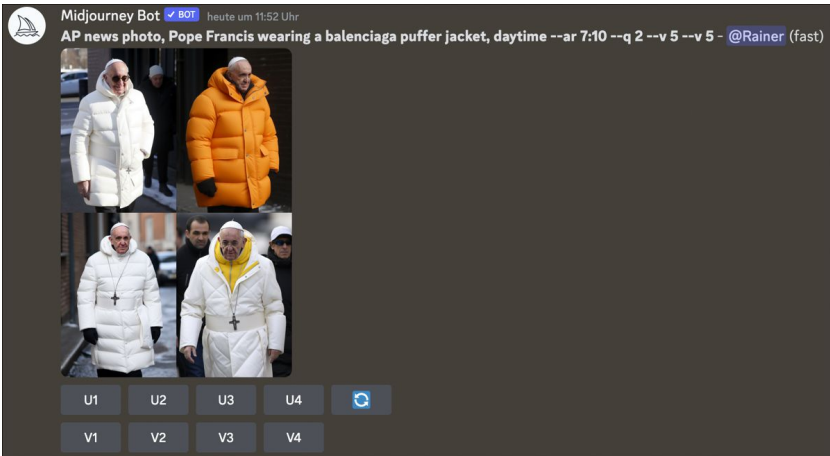 Midjourney Bot ✓ BOT heute um 11:52 Uhr
AP news photo, Pope Francis wearing a balenciaga puffer jacket, daytime --ar 7:10 --q 2 --v 5 --v 5 - @Rainer (fast)
U1 U2 U3 U4
V1 V2 V3 V4